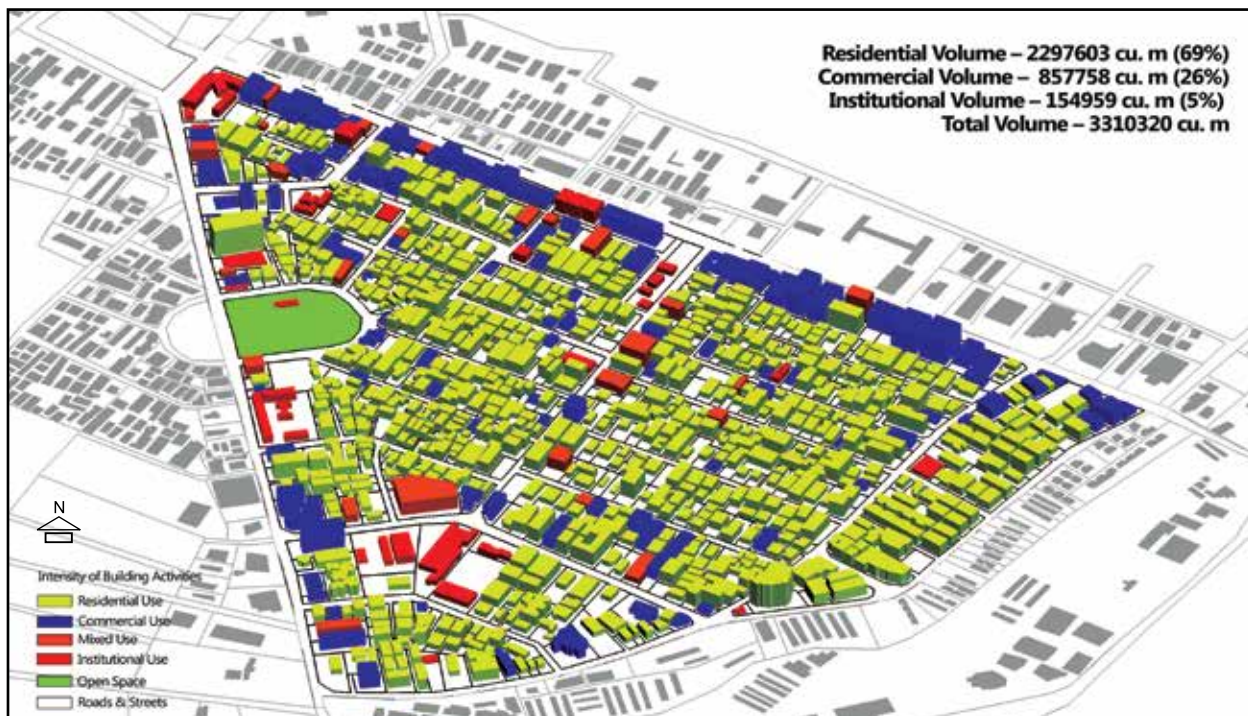 Residential Volume – 2297603 cu. m (69%)
Commercial Volume – 857758 cu. m (26%)
Institutional Volume – 154959 cu. m (5%)
Total Volume – 3310320 cu. m
N
Intensity of Building Activities
Residential Use
Commercial Use
Mixed Use
Institutional Use
Open Space
Roads & Streets